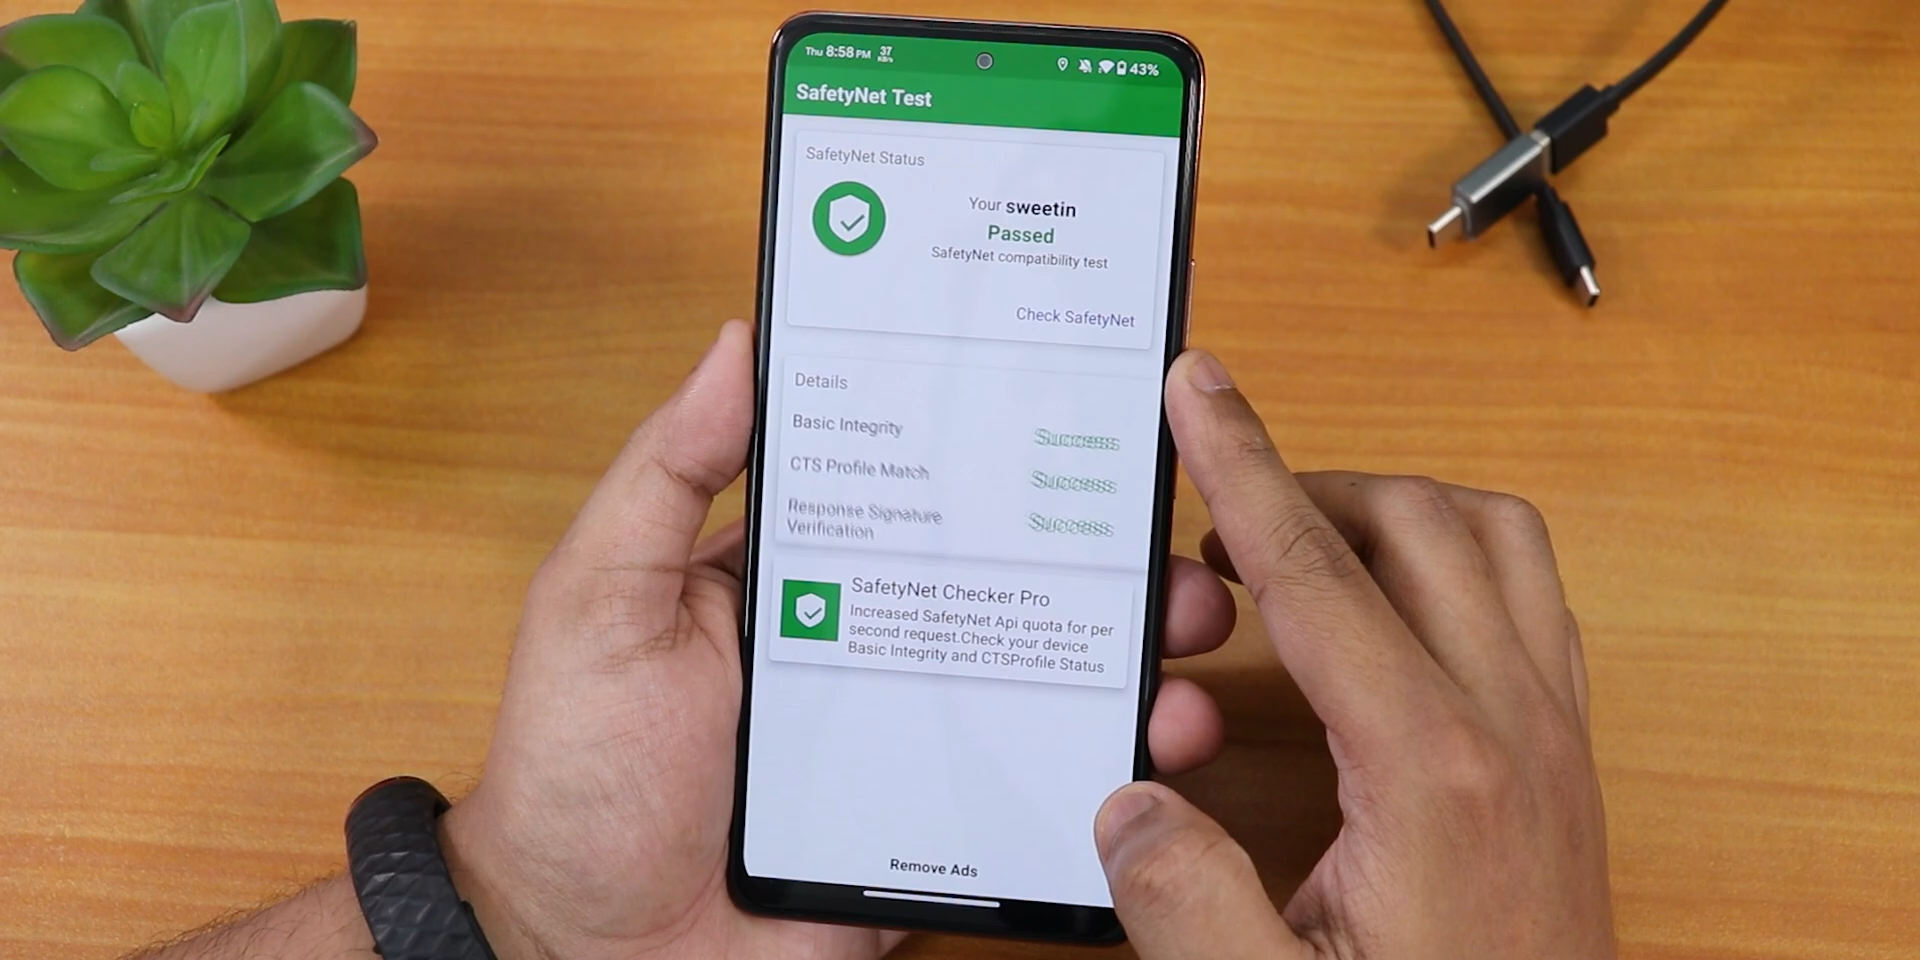 Thu 8:58 PM 37 KB/s 43%
SafetyNet Test
SafetyNet Status
Your sweetin
Passed
SafetyNet compatibility test
Check SafetyNet
Details
Basic Integrity Success
CTS Profile Match Success
Response Signature Success
Verification
SafetyNet Checker Pro
Increased SafetyNet Api quota for per
second request.Check your device
Basic Integrity and CTSProfile Status
Remove Ads